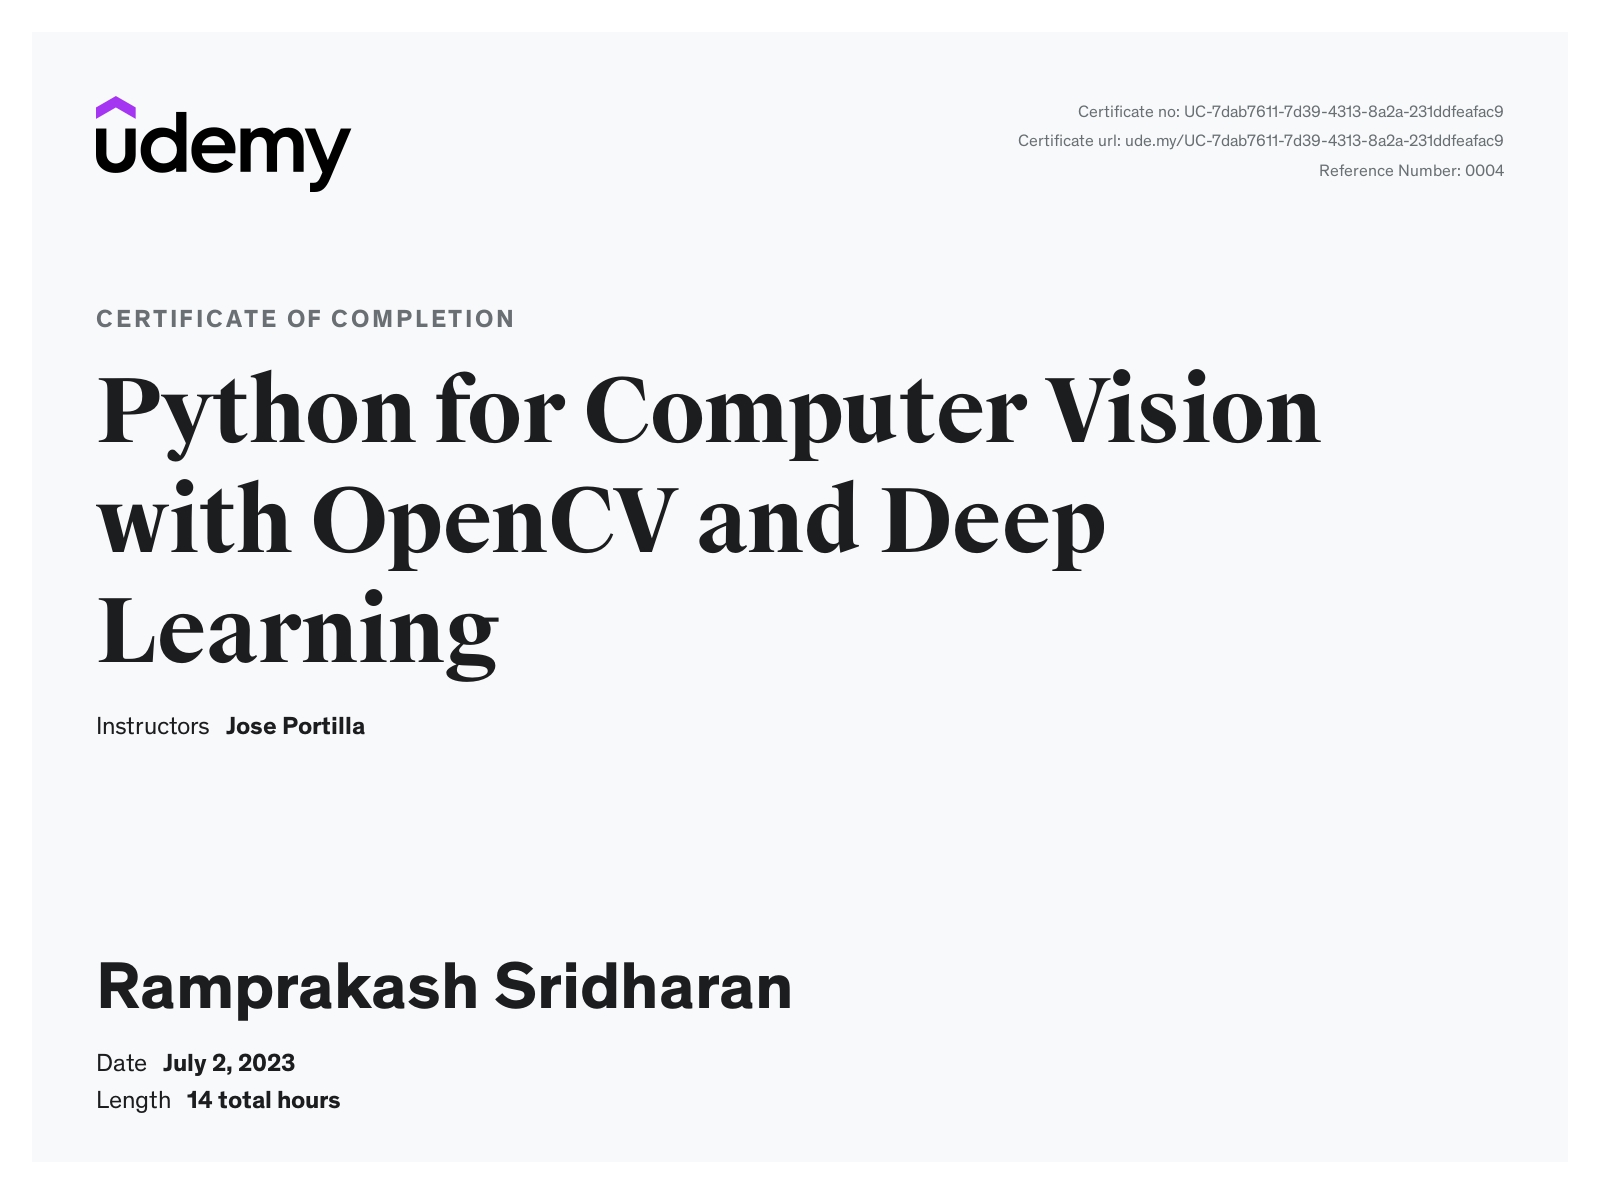 udemy
Certificate no: UC-7dab7611-7d39-4313-8a2a-231ddfeafac9
Certificate url: ude.my/UC-7dab7611-7d39-4313-8a2a-231ddfeafac9
Reference Number: 0004
CERTIFICATE OF COMPLETION
Python for Computer Vision
with OpenCV and Deep
Learning
Instructors Jose Portilla
Ramprakash Sridharan
Date July 2, 2023
Length 14 total hours